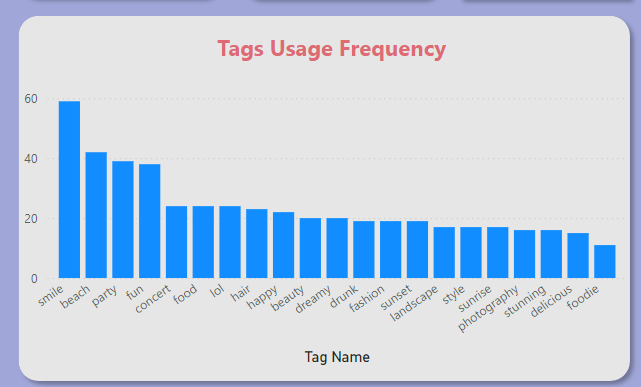 Tags Usage Frequency
60
40
20
0
smile
beach
party
fun
concert
food
lol
hair
happy
beauty
dreamy
drunk
fashion
sunset
landscape
style
sunrise
photography
stunning
delicious
foodie
Tag Name